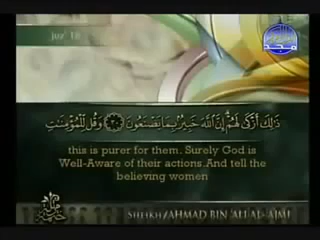 Juz' 18
ذَٰلِكَ أَزْكَىٰ لَهُمْ إِنَّ اللَّهَ خَبِيرٌ بِمَا يَصْنَعُونَ ٣٠ وَقُل لِّلْمُؤْمِنَٰتِ
this is purer for them. Surely God is
Well-Aware of their actions.And tell the
believing women
SHEIKH/AHMAD BIN 'ALI AL-'AJMI